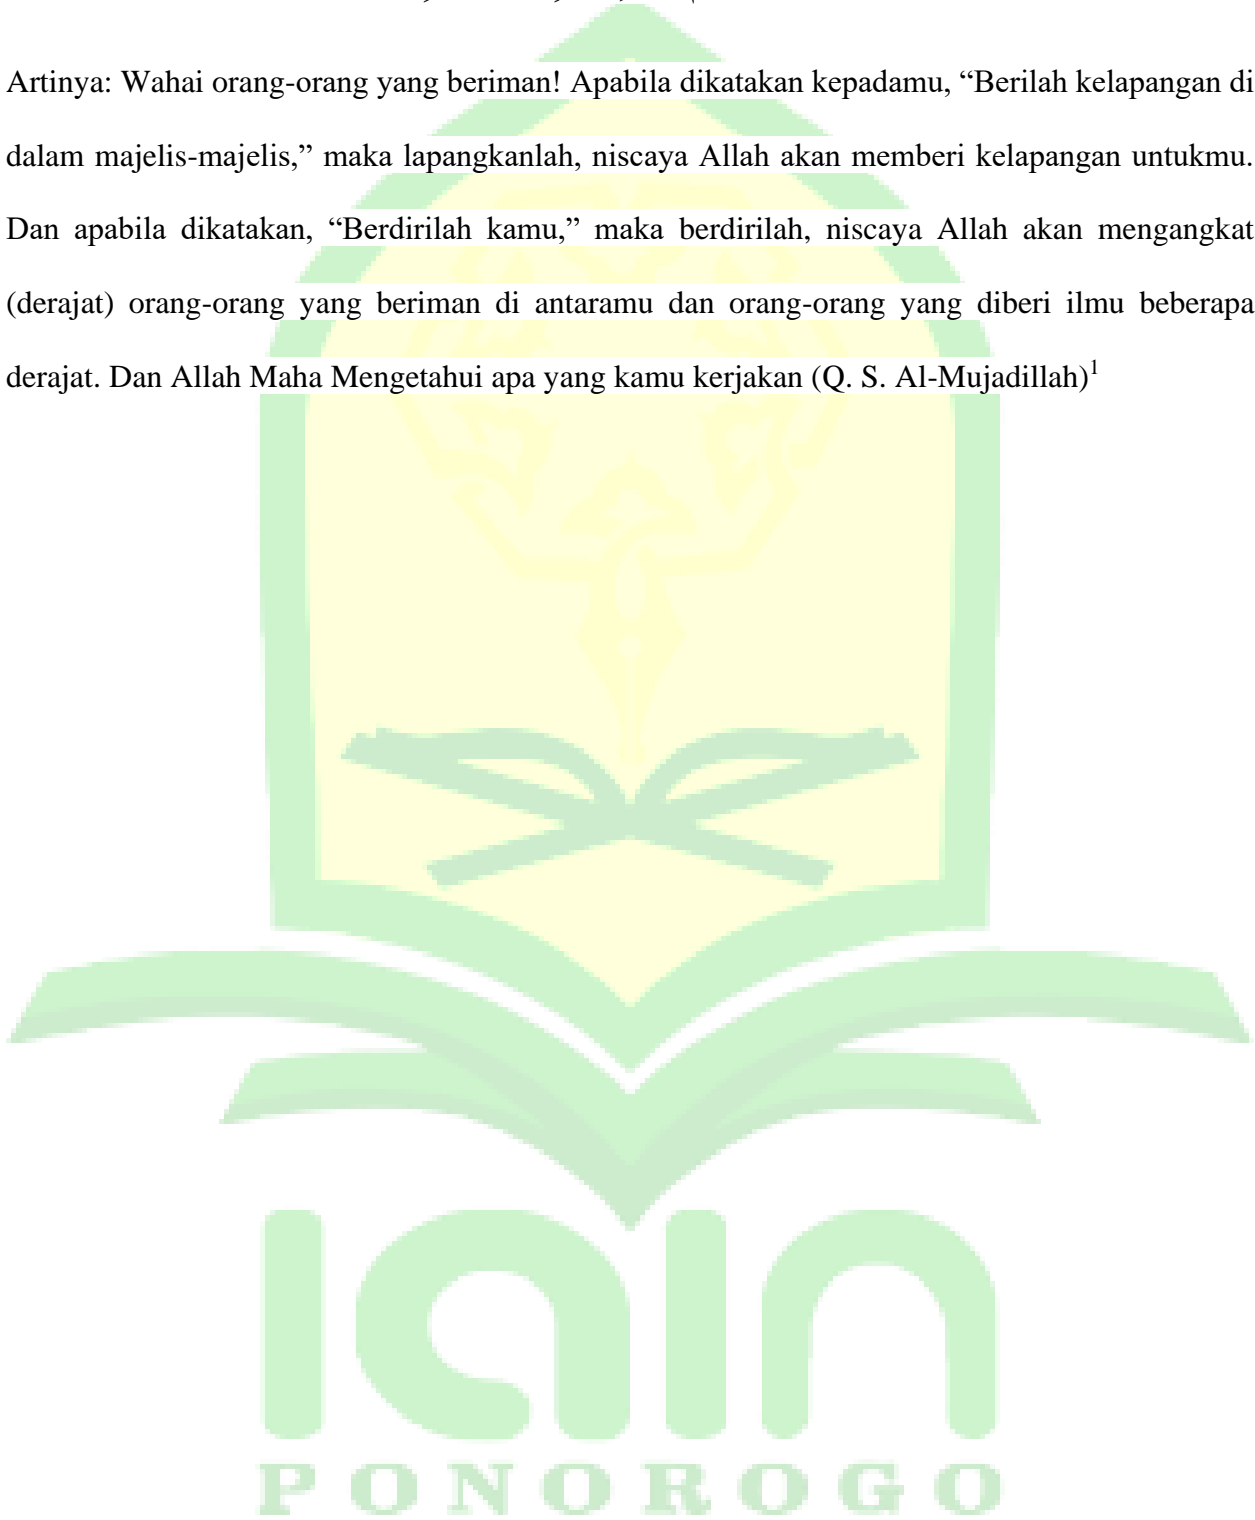 Artinya: Wahai orang-orang yang beriman! Apabila dikatakan kepadamu, “Berilah kelapangan di
dalam majelis-majelis,” maka lapangkanlah, niscaya Allah akan memberi kelapangan untukmu.
Dan apabila dikatakan, “Berdirilah kamu,” maka berdirilah, niscaya Allah akan mengangkat
(derajat) orang-orang yang beriman di antaramu dan orang-orang yang diberi ilmu beberapa
derajat. Dan Allah Maha Mengetahui apa yang kamu kerjakan (Q. S. Al-Mujadillah)¹
iain
PONOROGO